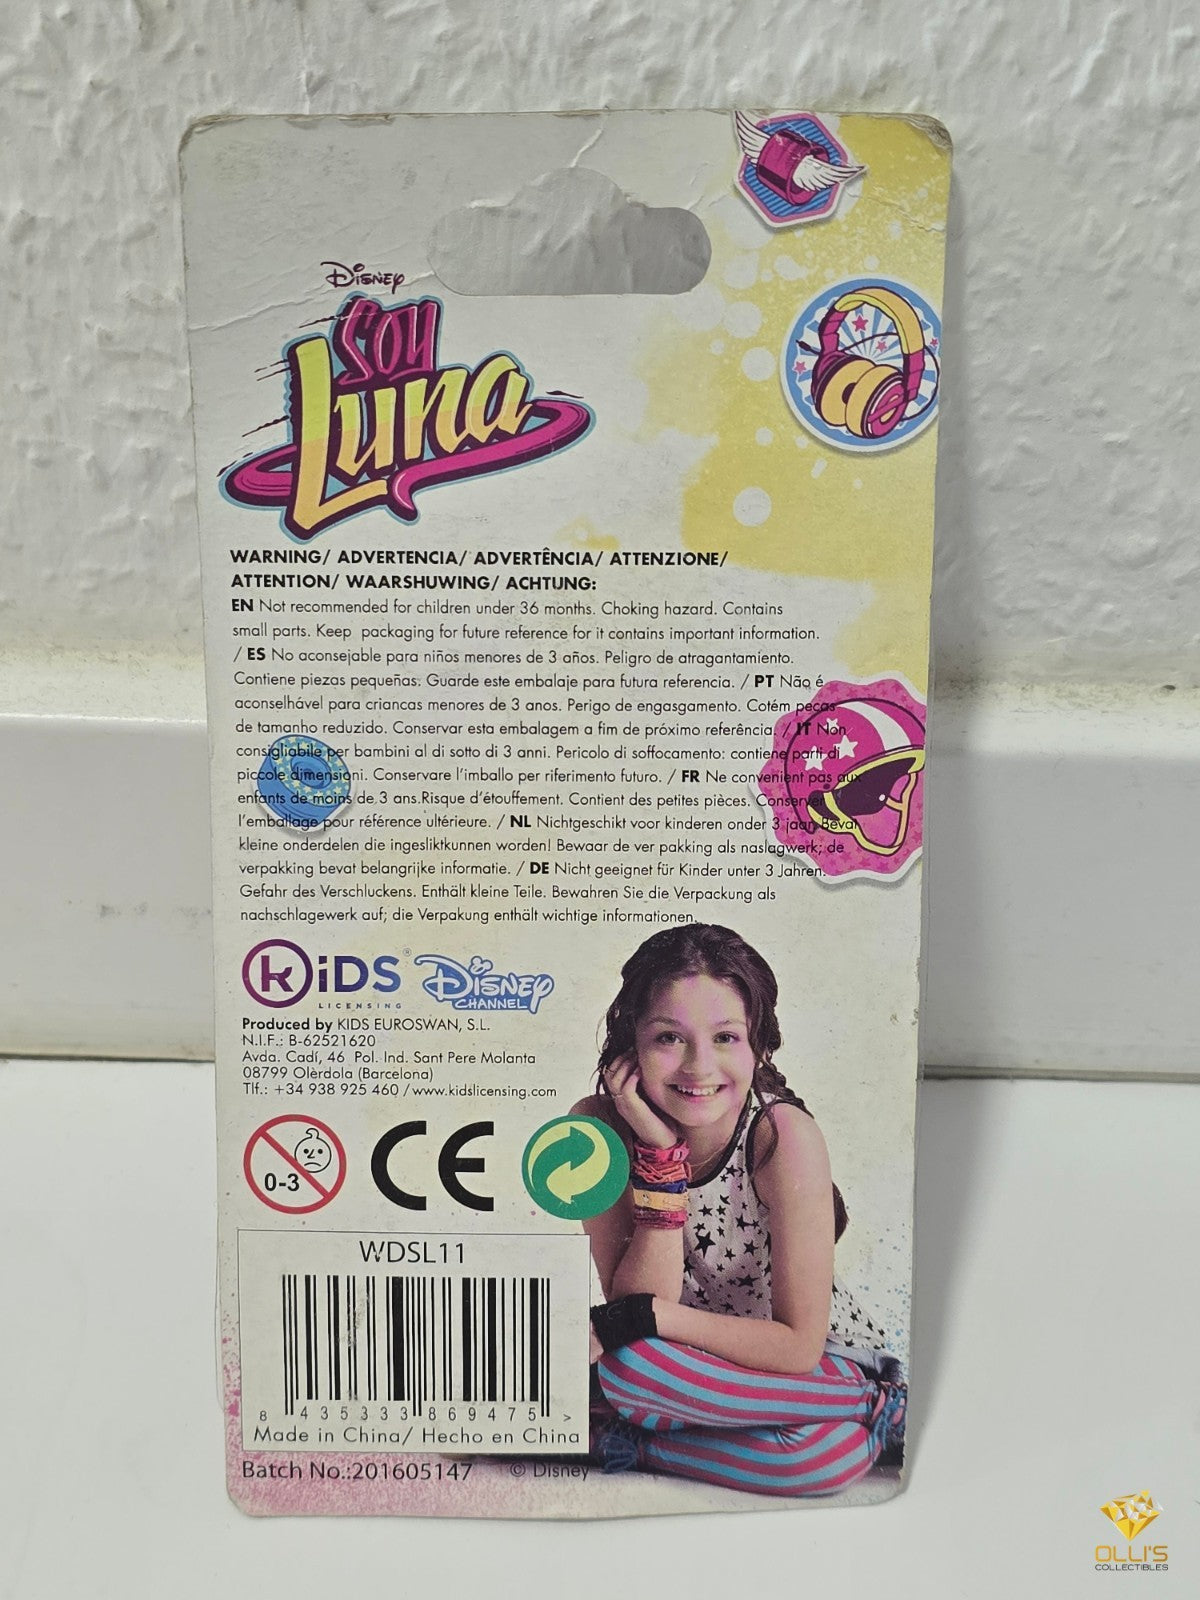 Disney
SOY
Luna
WARNING/ ADVERTENCIA/ ADVERTÊNCIA/ ATTENZIONE/
ATTENTION/ WAARSHUWING/ ACHTUNG:
EN Not recommended for children under 36 months. Choking hazard. Contains
small parts. Keep packaging for future reference for it contains important information.
/ ES No aconsejable para niños menores de 3 años. Peligro de atragantamiento.
Contiene piezas pequeñas. Guarde este embalaje para futura referencia. / PT Não é
aconselhável para criancas menores de 3 anos. Perigo de engasgamento. Cotém peças
de tamanho reduzido. Conservar esta embalagem a fim de próximo referência. / IT Non
consigliabile per bambini al di sotto di 3 anni. Pericolo di soffocamento: contiene parti di
piccole dimensioni. Conservare l'imballo per riferimento futuro. / FR Ne convenient pas aux
enfants de moins de 3 ans.Risque d'étouffement. Contient des petites pièces. Conserver
l'emballage pour référence ultérieure. / NL Nichtgeschikt voor kinderen onder 3 jaar. Bevat
kleine onderdelen die ingesliktkunnen worden! Bewaar de ver pakking als naslagwerk; de
verpakking bevat belangrijke informatie. / DE Nicht geeignet für Kinder unter 3 Jahren.
Gefahr des Verschluckens. Enthält kleine Teile. Bewahren Sie die Verpackung als
nachschlagewerk auf; die Verpakung enthält wichtige informationen.
KIDS®
LICENSING
Disney
CHANNEL
Produced by KIDS EUROSWAN, S.L.
N.I.F.: B-62521620
Avda. Cadí, 46 Pol. Ind. Sant Pere Molanta
08799 Olèrdola (Barcelona)
Tlf.: +34 938 925 460 / www.kidslicensing.com
0-3
CE
WDSL11
8 435333 869475 >
Made in China/ Hecho en China
Batch No.:201605147 © Disney
OLLI'S
COLLECTIBLES